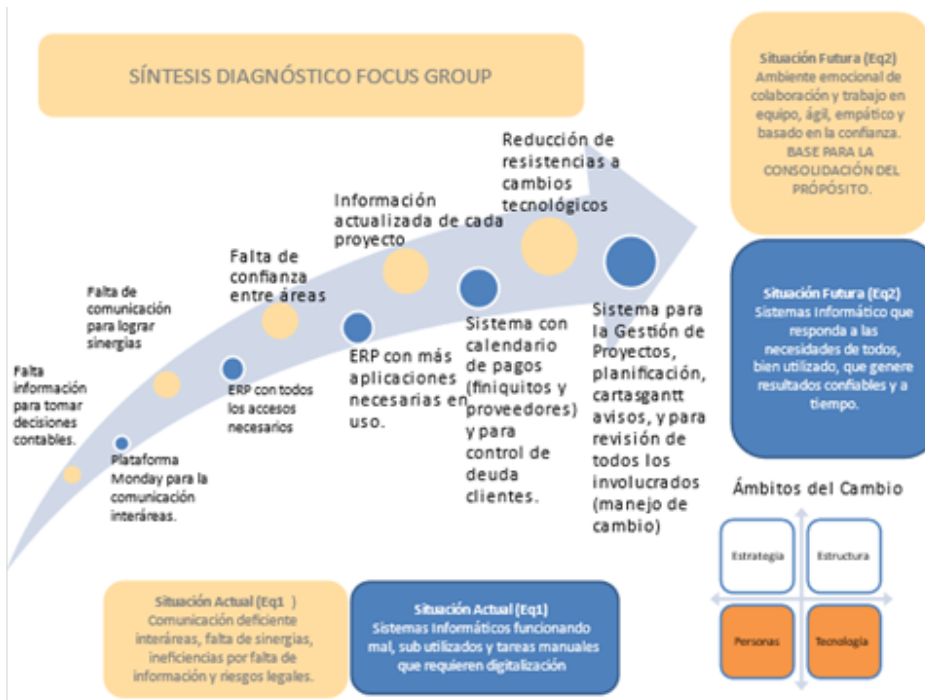 SÍNTESIS DIAGNÓSTICO FOCUS GROUP
Situación Futura (Eq2)
Ambiente emocional de
colaboración y trabajo en
equipo, ágil, empático y
basado en la confianza.
BASE PARA LA
CONSOLIDACIÓN DEL
PRÓPÓSITO.
Reducción de
resistencias a
cambios
tecnológicos
Información
actualizada de cada
proyecto
Falta de
confianza
entre áreas
Falta de
comunicación
para lograr
sinergias
Falta
información
para tomar
decisiones
contables.
Plataforma
Monday para la
comunicación
interáreas.
ERP con todos
los accesos
necesarios
ERP con más
aplicaciones
necesarias en
uso.
Sistema con
calendario
de pagos
(finiquitos y
proveedores)
y para
control de
deuda
clientes.
Sistema para
la Gestión de
Proyectos,
planificación,
cartasgantt
avisos, y para
revisión de
todos los
involucrados
(manejo de
cambio)
Situación Futura (Eq2)
Sistemas Informático que
responda a las
necesidades de todos,
bien utilizado, que genere
resultados confiables y a
tiempo.
Ámbitos del Cambio
Estrategia
Estructura
Personas
Tecnología
Situación Actual (Eq1 )
Comunicación deficiente
interáreas, falta de sinergias,
ineficiencias por falta de
información y riesgos legales.
Situación Actual (Eq1)
Sistemas Informáticos funcionando
mal, sub utilizados y tareas manuales
que requieren digitalización